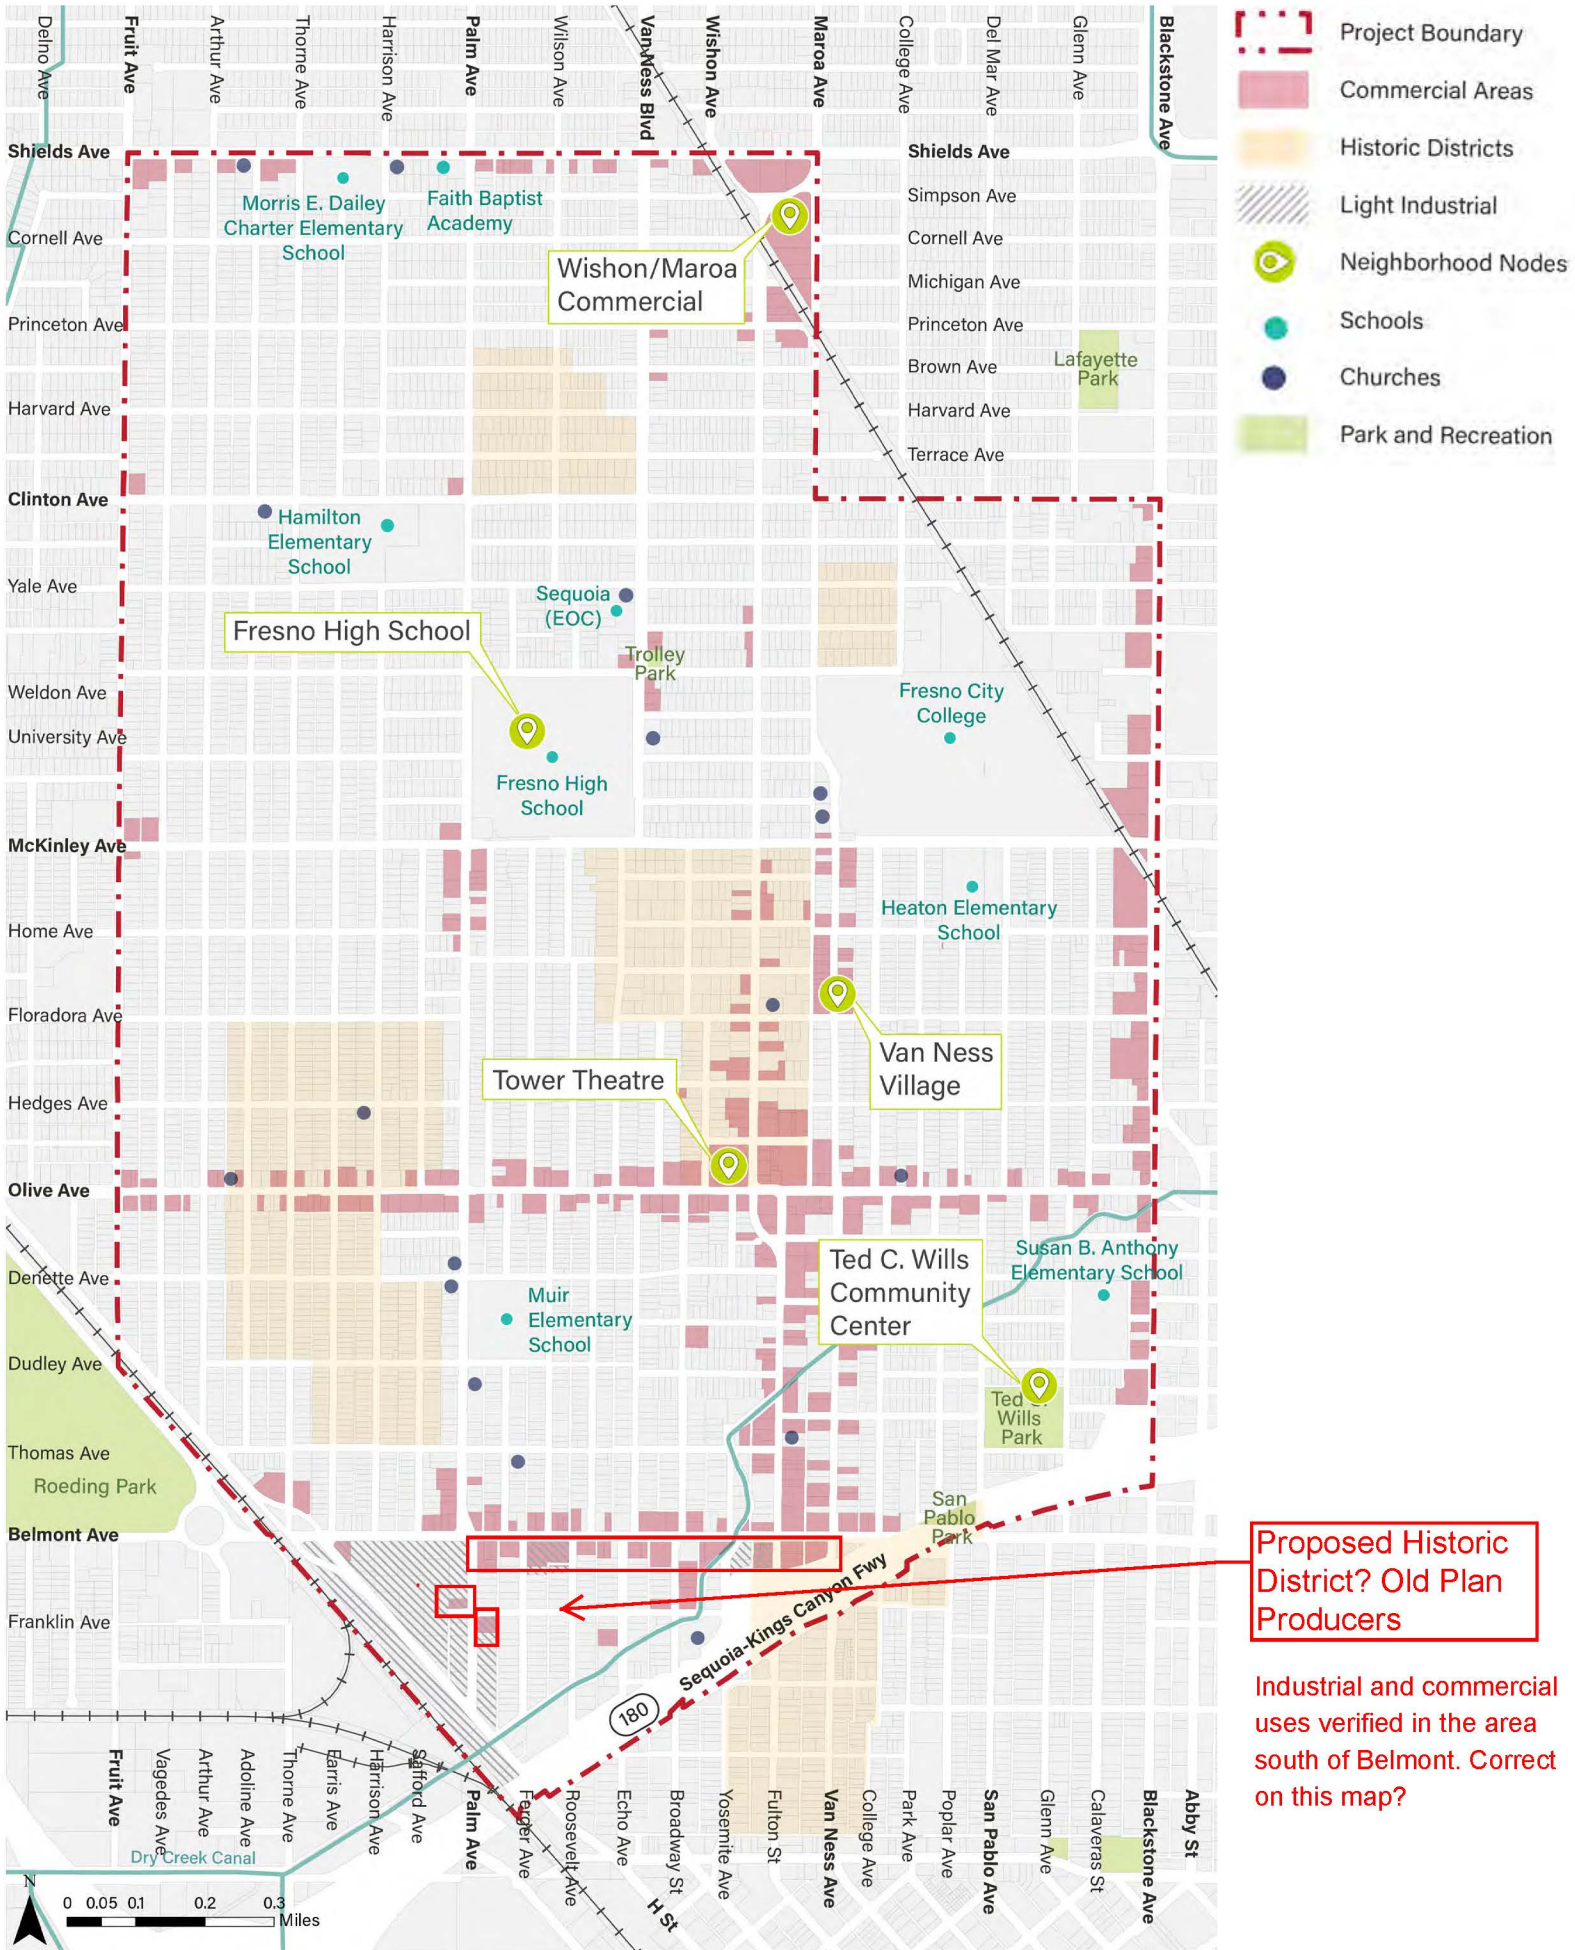 Delno Ave
Fruit Ave
Arthur Ave
Thorne Ave
Harrison Ave
Palm Ave
Wilson Ave
Van Ness Blvd
Wishon Ave
Maroa Ave
College Ave
Del Mar Ave
Glenn Ave
Blackstone Ave
Project Boundary
Commercial Areas
Historic Districts
Light Industrial
Neighborhood Nodes
Schools
Churches
Park and Recreation
Shields Ave
Shields Ave
Morris E. Dailey
Charter Elementary
School
Faith Baptist
Academy
Simpson Ave
Cornell Ave
Cornell Ave
Wishon/Maroa
Commercial
Michigan Ave
Princeton Ave
Princeton Ave
Brown Ave
Lafayette
Park
Harvard Ave
Harvard Ave
Terrace Ave
Clinton Ave
Hamilton
Elementary
School
Yale Ave
Sequoia
(EOC)
Fresno High School
Trolley
Park
Weldon Ave
Fresno City
College
University Ave
Fresno High
School
McKinley Ave
Heaton Elementary
School
Home Ave
Floradora Ave
Van Ness
Village
Tower Theatre
Hedges Ave
Olive Ave
Ted C. Wills
Community
Center
Susan B. Anthony
Elementary School
Denette Ave
Muir
Elementary
School
Dudley Ave
Ted C.
Wills
Park
Thomas Ave
Roeding Park
San
Pablo
Park
Belmont Ave
Proposed Historic
District? Old Plan
Producers
Franklin Ave
Sequoia-Kings Canyon Fwy
180
Industrial and commercial
uses verified in the area
south of Belmont. Correct
on this map?
Fruit Ave
Vagedes Ave
Arthur Ave
Adoline Ave
Thorne Ave
Farris Ave
Harrison Ave
Safford Ave
Palm Ave
Ferger Ave
Roosevelt Ave
Echo Ave
Broadway St
Yosemite Ave
Fulton St
Van Ness Ave
College Ave
Park Ave
Poplar Ave
San Pablo Ave
Glenn Ave
Calaveras St
Blackstone Ave
Abby St
H St
Dry Creek Canal
N
0 0.05 0.1 0.2 0.3
Miles